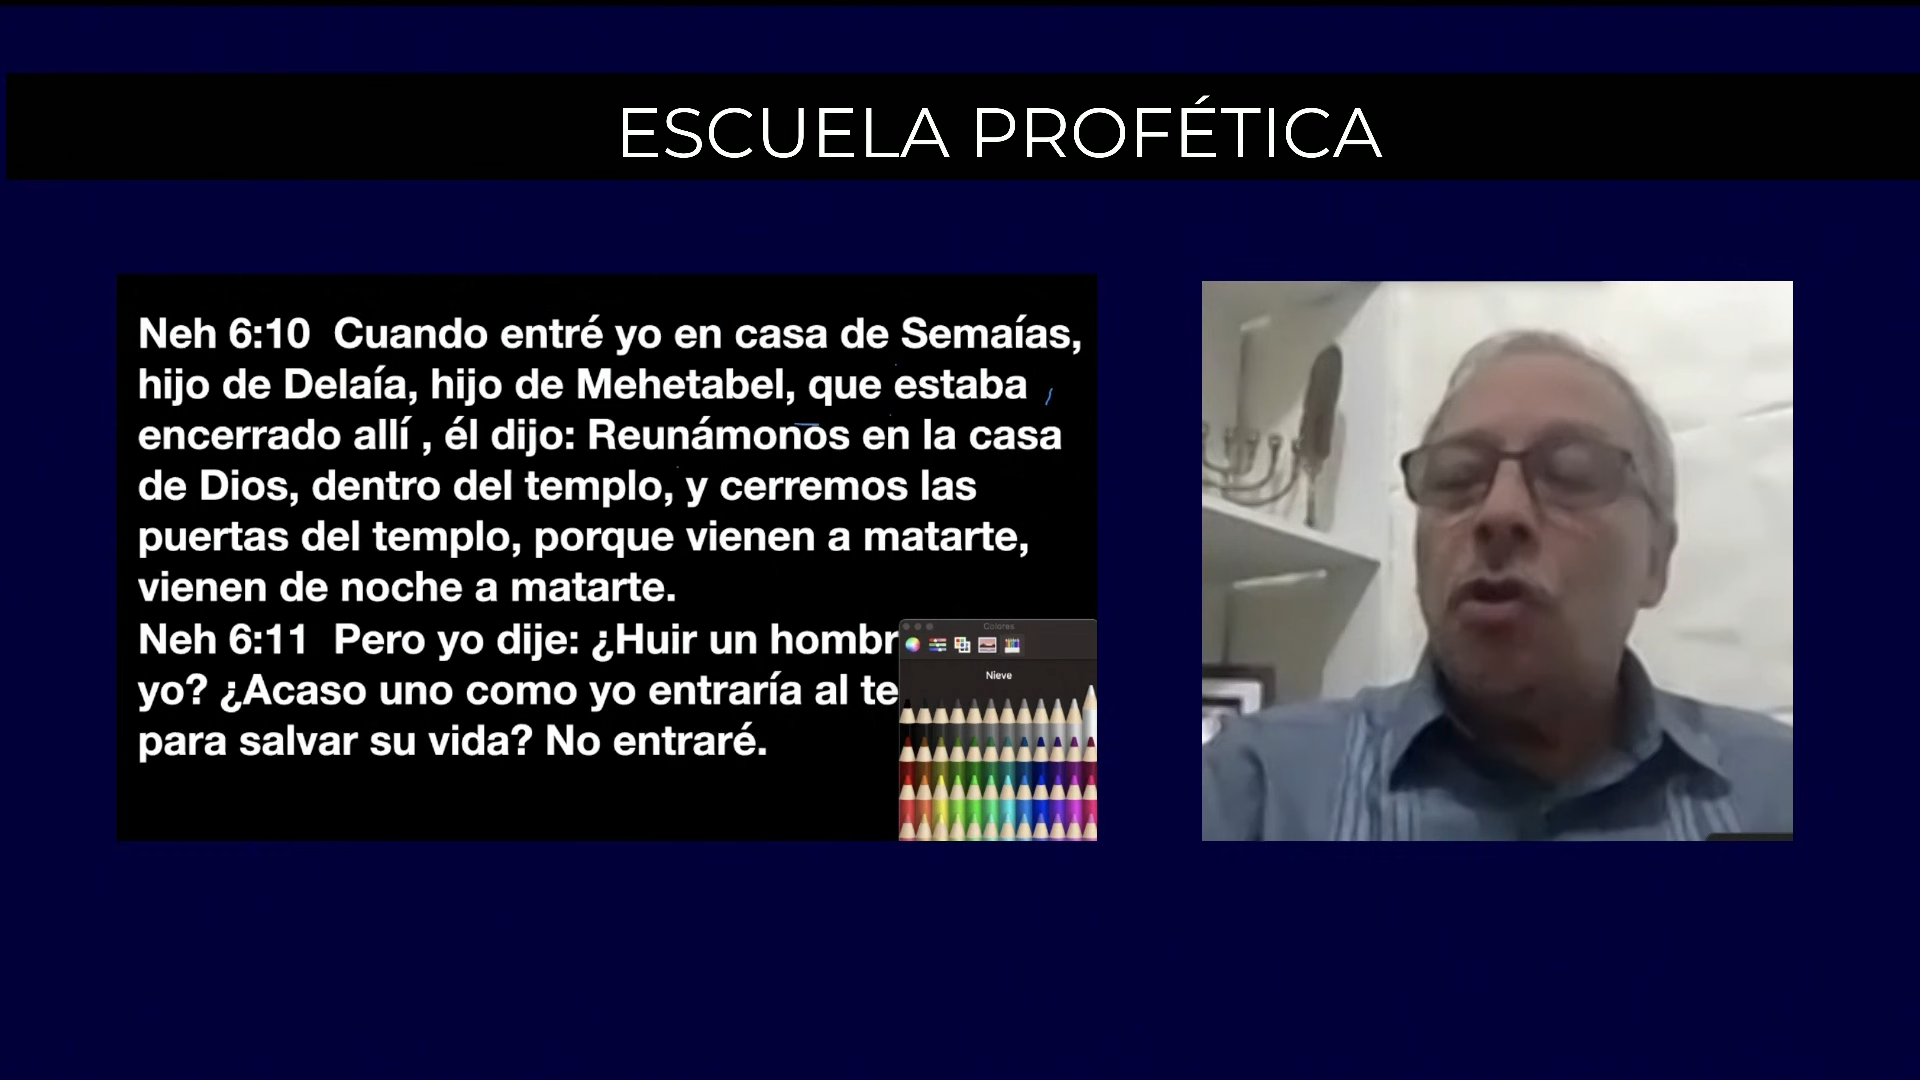 ESCUELA PROFÉTICA
Neh 6:10  Cuando entré yo en casa de Semaías,
hijo de Delaía, hijo de Mehetabel, que estaba
encerrado allí , él dijo: Reunámonos en la casa
de Dios, dentro del templo, y cerremos las
puertas del templo, porque vienen a matarte,
vienen de noche a matarte.
Neh 6:11  Pero yo dije: ¿Huir un hombr
yo? ¿Acaso uno como yo entraría al te
para salvar su vida? No entraré.
Colores
Nieve